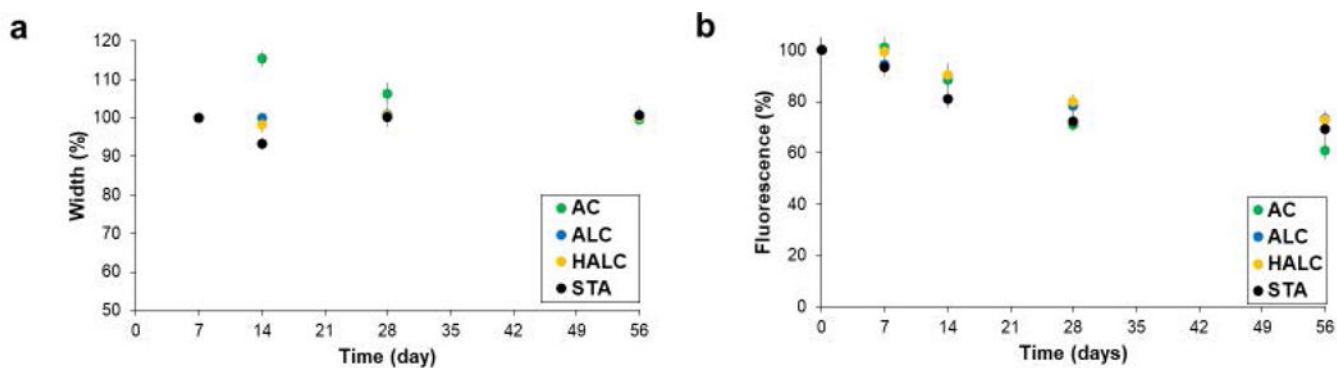 a
120
110
100
90
80
70
60
50
Width (%)
AC
ALC
HALC
STA
0 7 14 21 28 35 42 49 56
Time (day)
b
100
80
60
40
20
0
Fluorescence (%)
AC
ALC
HALC
STA
0 7 14 21 28 35 42 49 56
Time (days)